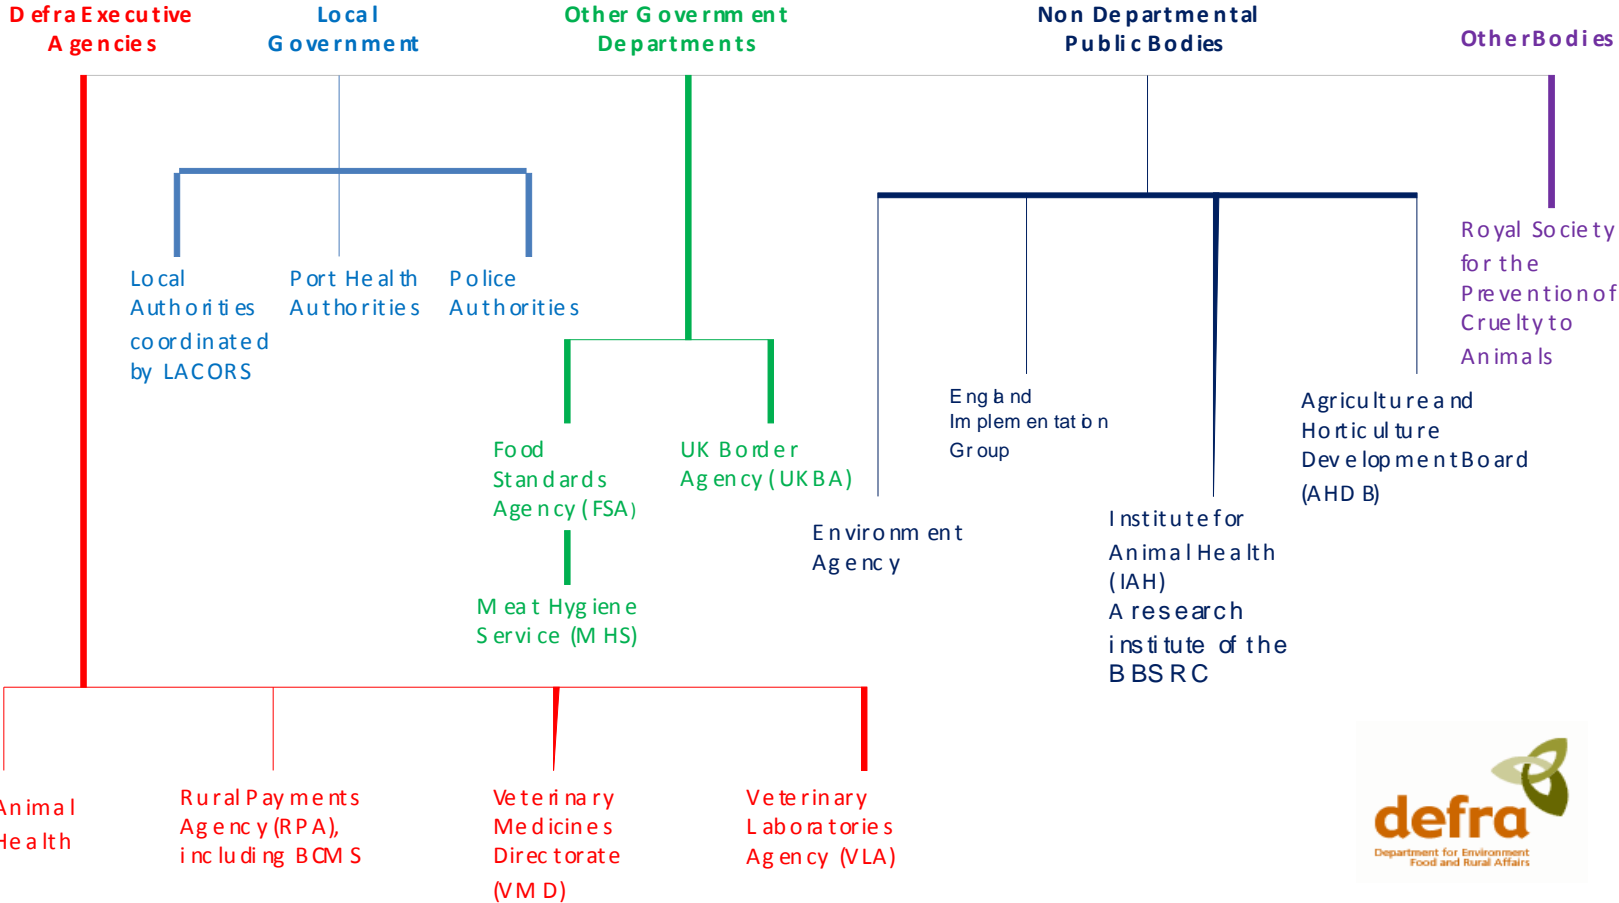 Defra Executive
Agencies
Local
Government
Other Government
Departments
Non Departmental
Public Bodies
Other Bodies
Local
Authorities
coordinated
by LACORS
Port Health
Authorities
Police
Authorities
Food
Standards
Agency (FSA)
UK Border
Agency (UKBA)
Meat Hygiene
Service (MHS)
Environment
Agency
England
Implementation
Group
Institute for
Animal Health
(IAH)
A research
institute of the
BBSRC
Agriculture and
Horticulture
Development Board
(AHDB)
Royal Society
for the
Prevention of
Cruelty to
Animals
Animal
Health
Rural Payments
Agency (RPA),
including BCMS
Veterinary
Medicines
Directorate
(VMD)
Veterinary
Laboratories
Agency (VLA)
defra
Department for Environment
Food and Rural Affairs